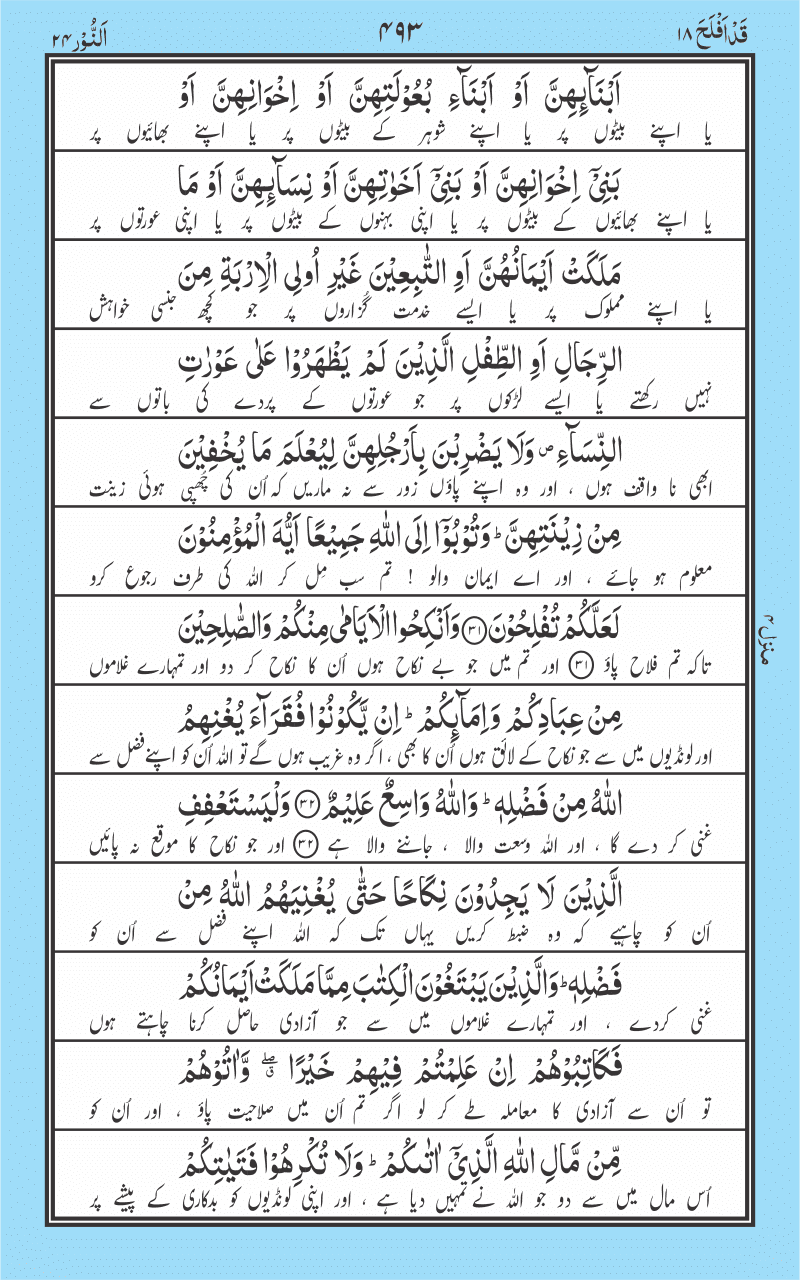 قَدْ اَفْلَحَ ١٨ ۴۹۳ اَلنُّوْر ٢۴
اَبْنَآىِٕهِنَّ اَوْ اَبْنَآءِ بُعُوْلَتِهِنَّ اَوْ اِخْوَانِهِنَّ اَوْ
یا اپنے بیٹوں پر یا اپنے شوہر کے بیٹوں پر یا اپنے بھائیوں پر
بَنِیْۤ اِخْوَانِهِنَّ اَوْ بَنِیْۤ اَخَوٰتِهِنَّ اَوْ نِسَآىِٕهِنَّ اَوْ مَا
یا اپنے بھائیوں کے بیٹوں پر یا اپنی بہنوں کے بیٹوں پر یا اپنی عورتوں پر
مَلَكَتْ اَیْمَانُهُنَّ اَوِ التّٰبِعِیْنَ غَیْرِ اُولِی الْاِرْبَةِ مِنَ
یا اپنے مملوک پر یا ایسے خدمت گزاروں پر جو کچھ جنسی خواہش
الرِّجَالِ اَوِ الطِّفْلِ الَّذِیْنَ لَمْ یَظْهَرُوْا عَلٰی عَوْرٰتِ
نہیں رکھتے یا ایسے لڑکوں پر جو عورتوں کے پردے کی باتوں سے
النِّسَآءِ ۪ وَلَا یَضْرِبْنَ بِاَرْجُلِهِنَّ لِیُعْلَمَ مَا یُخْفِیْنَ
ابھی نا واقف ہوں ، اور وہ اپنے پاؤں زور سے نہ ماریں کہ اُن کی چھپی ہوئی زینت
مِنْ زِیْنَتِهِنَّ ؕ وَتُوْبُوْۤا اِلَی اللّٰهِ جَمِیْعًا اَیُّهَ الْمُؤْمِنُوْنَ
معلوم ہو جائے ، اور اے ایمان والو ! تم سب مِل کر اللہ کی طرف رجوع کرو
لَعَلَّكُمْ تُفْلِحُوْنَ ﴿٣١﴾ وَاَنْكِحُوا الْاَیَامٰی مِنْكُمْ وَالصّٰلِحِیْنَ
تاکہ تم فلاح پاؤ ﴿٣١﴾ اور تم میں جو بے نکاح ہوں اُن کا نکاح کر دو اور تمہارے غلاموں
مِنْ عِبَادِكُمْ وَاِمَآىِٕكُمْ ؕ اِنْ یَّكُوْنُوْا فُقَرَآءَ یُغْنِهِمُ
اور لونڈیوں میں سے جو نکاح کے لائق ہوں اُن کا بھی ، اگر وہ غریب ہوں گے تو اللہ اُن کو اپنے فضل سے
اللّٰهُ مِنْ فَضْلِهٖ ؕ وَاللّٰهُ وَاسِعٌ عَلِیْمٌ ﴿٣٢﴾ وَلْیَسْتَعْفِفِ
غنی کر دے گا ، اور اللہ وسعت والا ، جاننے والا ہے ﴿٣٢﴾ اور جو نکاح کا موقع نہ پائیں
الَّذِیْنَ لَا یَجِدُوْنَ نِكَاحًا حَتّٰی یُغْنِیَهُمُ اللّٰهُ مِنْ
اُن کو چاہیے کہ وہ ضبط کریں یہاں تک کہ اللہ اپنے فضل سے اُن کو
فَضْلِهٖ ؕ وَالَّذِیْنَ یَبْتَغُوْنَ الْكِتٰبَ مِمَّا مَلَكَتْ اَیْمَانُكُمْ
غنی کردے ، اور تمہارے غلاموں میں سے جو آزادی حاصل کرنا چاہتے ہوں
فَكَاتِبُوْهُمْ اِنْ عَلِمْتُمْ فِیْهِمْ خَیْرًا ۖۗ وَّاٰتُوْهُمْ
تو اُن سے آزادی کا معاملہ طے کر لو اگر تم اُن میں صلاحیت پاؤ ، اور اُن کو
مِّنْ مَّالِ اللّٰهِ الَّذِیْۤ اٰتٰىكُمْ ؕ وَلَا تُكْرِهُوْا فَتَیٰتِكُمْ
اُس مال میں سے دو جو اللہ نے تمہیں دیا ہے ، اور اپنی لونڈیوں کو بدکاری کے پیشے پر
منزل ۴